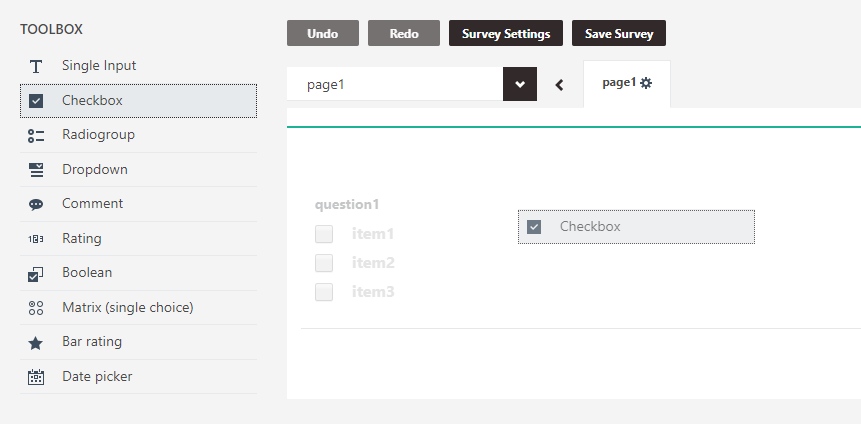 TOOLBOX
Single Input
Checkbox
Radiogroup
Dropdown
Comment
Rating
Boolean
Matrix (single choice)
Bar rating
Date picker
Undo
Redo
Survey Settings
Save Survey
page1
page1
question1
item1
item2
item3
Checkbox